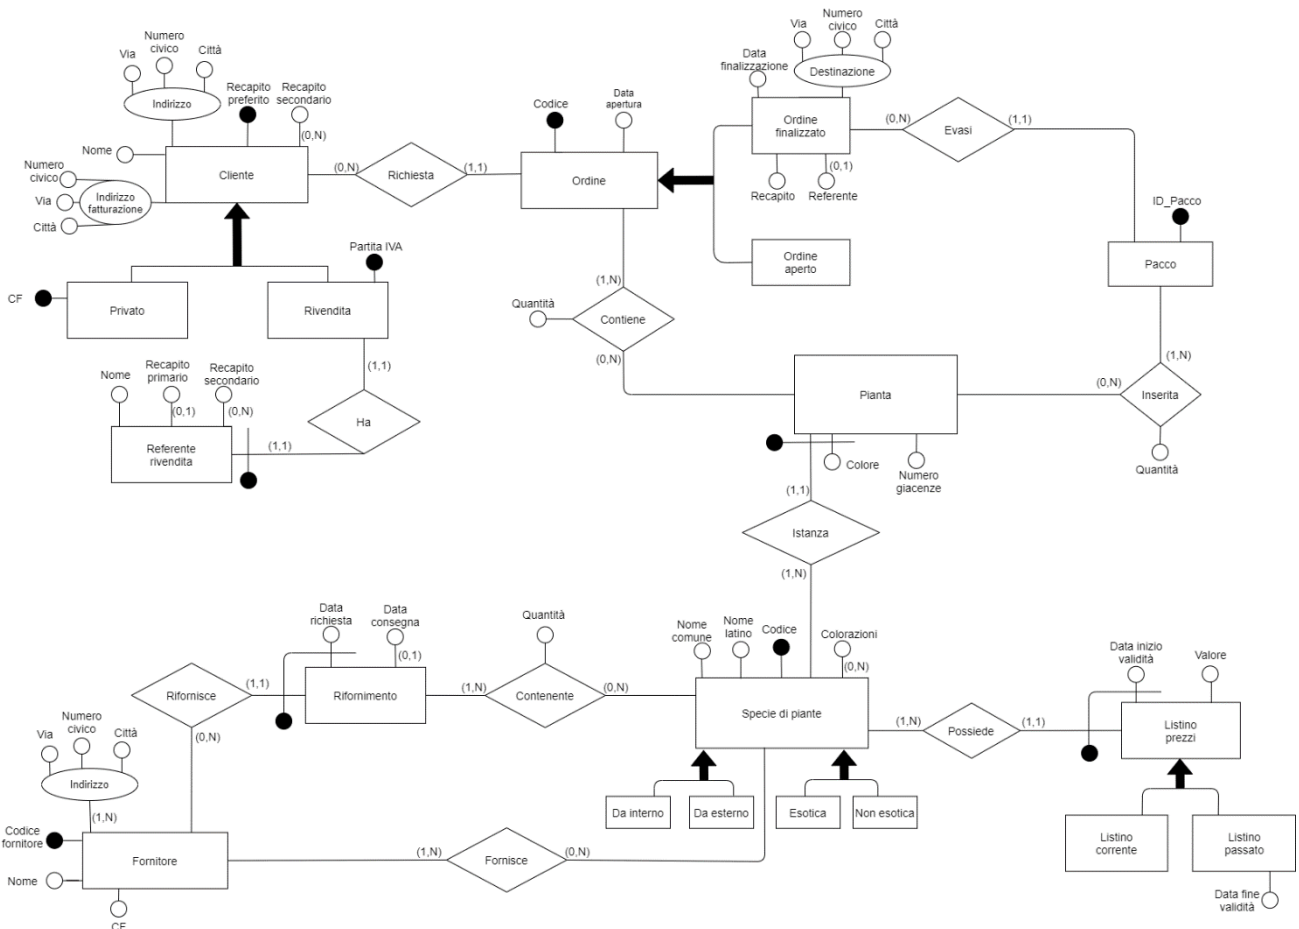 Via
Numero
civico
Città
Indirizzo
Recapito
preferito
Recapito
secondario
(0,N)
Nome
Cliente
Numero
civico
Via
Città
Indirizzo
fatturazione
(0,N)
Richiesta
(1,1)
Codice
Data
apertura
Ordine
Data
finalizzazione
Via
Numero
civico
Città
Destinazione
Ordine
finalizzato
(0,N)
Evasi
(1,1)
Recapito
(0,1)
Referente
Ordine
aperto
ID_Pacco
Pacco
CF
Privato
Partita IVA
Rivendita
(1,1)
Ha
(1,1)
Nome
Recapito
primario
(0,1)
Recapito
secondario
(0,N)
Referente
rivendita
(1,N)
Quantità
Contiene
(0,N)
Pianta
(0,N)
(1,N)
Inserita
Quantità
Colore
Numero
giacenze
(1,1)
Istanza
(1,N)
Data
richiesta
Data
consegna
(0,1)
Quantità
Nome
comune
Nome
latino
Codice
Colorazioni
(0,N)
Rifornisce
(1,1)
Rifornimento
(1,N)
Contenente
(0,N)
Specie di piante
(1,N)
Possiede
(1,1)
Data inizio
validità
Valore
Listino
prezzi
(0,N)
Via
Numero
civico
Città
Indirizzo
(1,N)
Codice
fornitore
Nome
Fornitore
CF
(1,N)
Fornisce
(0,N)
Da interno
Da esterno
Esotica
Non esotica
Listino
corrente
Listino
passato
Data fine
validità